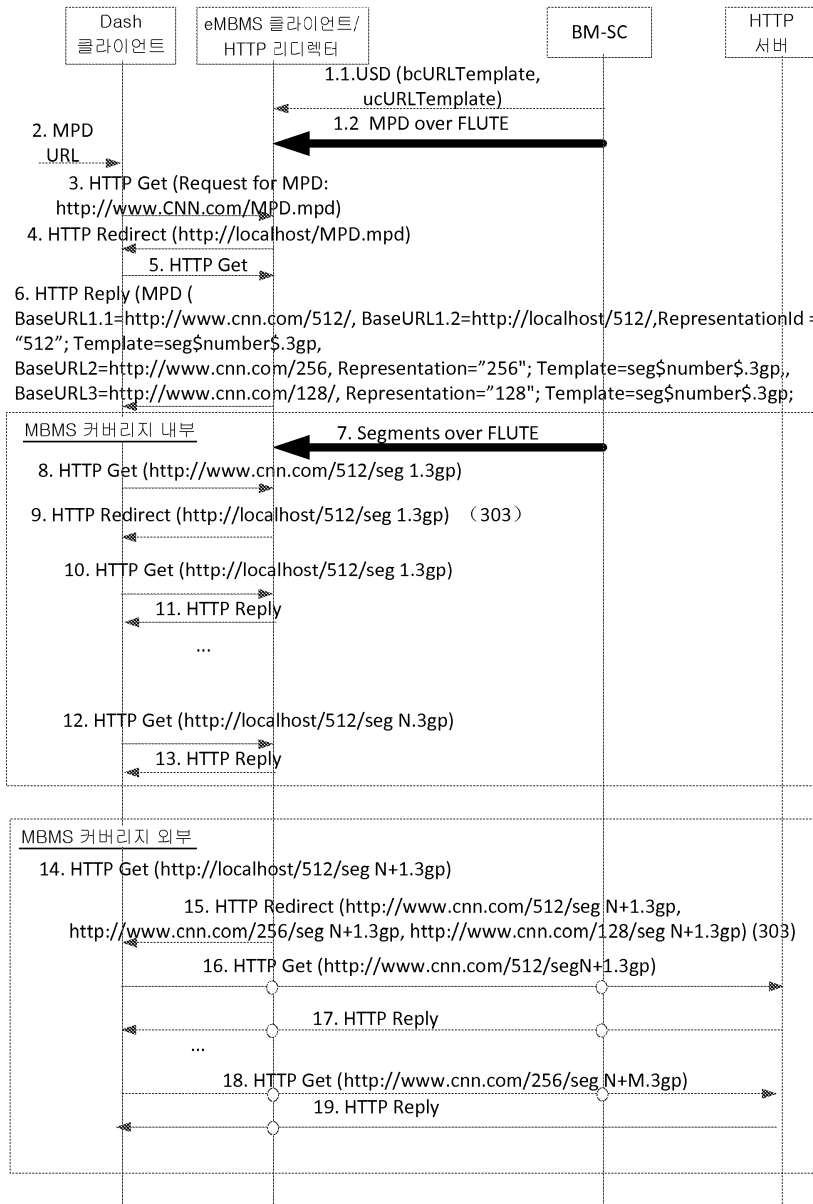 Dash
클라이언트
eMBMS 클라이언트/
HTTP 리디렉터
BM-SC
HTTP
서버
1.1.USD (bcURLTemplate,
ucURLTemplate)
1.2 MPD over FLUTE
2. MPD
URL
3. HTTP Get (Request for MPD:
http://www.CNN.com/MPD.mpd)
4. HTTP Redirect (http://localhost/MPD.mpd)
5. HTTP Get
6. HTTP Reply (MPD (
BaseURL1.1=http://www.cnn.com/512/, BaseURL1.2=http://localhost/512/,RepresentationId =
“512”; Template=seg$number$.3gp,
BaseURL2=http://www.cnn.com/256, Representation=”256"; Template=seg$number$.3gp,,
BaseURL3=http://www.cnn.com/128/, Representation=”128"; Template=seg$number$.3gp;
MBMS 커버리지 내부
7. Segments over FLUTE
8. HTTP Get (http://www.cnn.com/512/seg 1.3gp)
9. HTTP Redirect (http://localhost/512/seg 1.3gp) （303）
10. HTTP Get (http://localhost/512/seg 1.3gp)
11. HTTP Reply
...
12. HTTP Get (http://localhost/512/seg N.3gp)
13. HTTP Reply
MBMS 커버리지 외부
14. HTTP Get (http://localhost/512/seg N+1.3gp)
15. HTTP Redirect (http://www.cnn.com/512/seg N+1.3gp,
http://www.cnn.com/256/seg N+1.3gp, http://www.cnn.com/128/seg N+1.3gp) (303)
16. HTTP Get (http://www.cnn.com/512/segN+1.3gp)
17. HTTP Reply
...
18. HTTP Get (http://www.cnn.com/256/seg N+M.3gp)
19. HTTP Reply